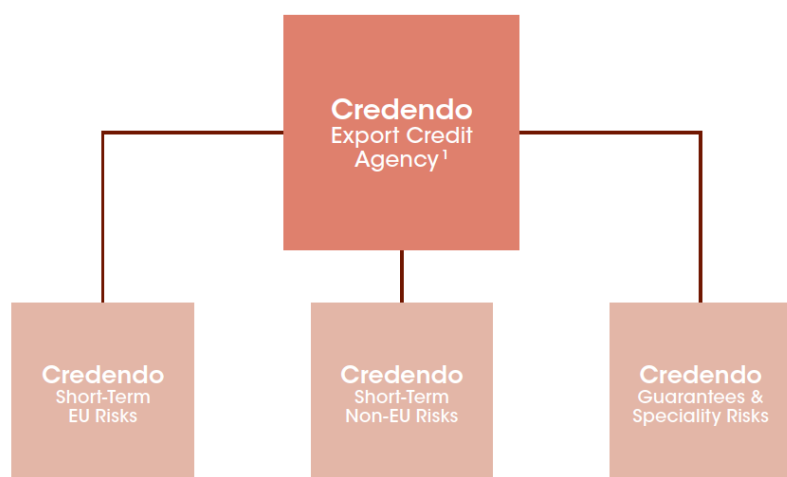 Credendo
Export Credit
Agency¹
Credendo
Short-Term
EU Risks
Credendo
Short-Term
Non-EU Risks
Credendo
Guarantees &
Speciality Risks